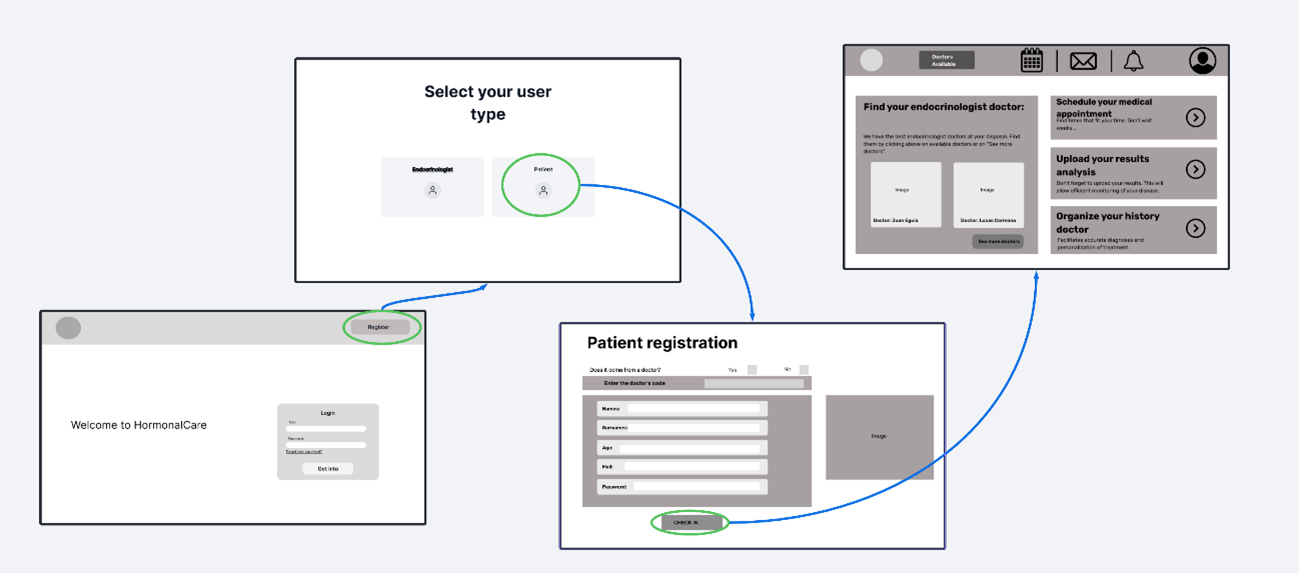 Register
Welcome to HormonalCare
Login
Password:
Forgot my password?
Get into
Select your user
type
Endocrinologist
Patient
Patient registration
Does it come from a doctor?
Yes
Enter the doctor's code
Names:
Surnames:
Age:
Password:
Image
CHECK IN
Doctors
Available
Find your endocrinologist doctor:
We have the best endocrinologist doctors at your disposal. Find
them by clicking above on available doctors or on "See more
doctors".
Image
Image
Doctor: Juan Eguia
Doctor: Lucas Carmona
See more doctors
Schedule your medical
appointment
Find times that fit your time. Don't wait
weeks...
Upload your results
analysis
Don't forget to upload your results. This will
allow efficient monitoring of your disease.
Organize your history
doctor
Facilitates accurate diagnoses and
personalization of treatment.